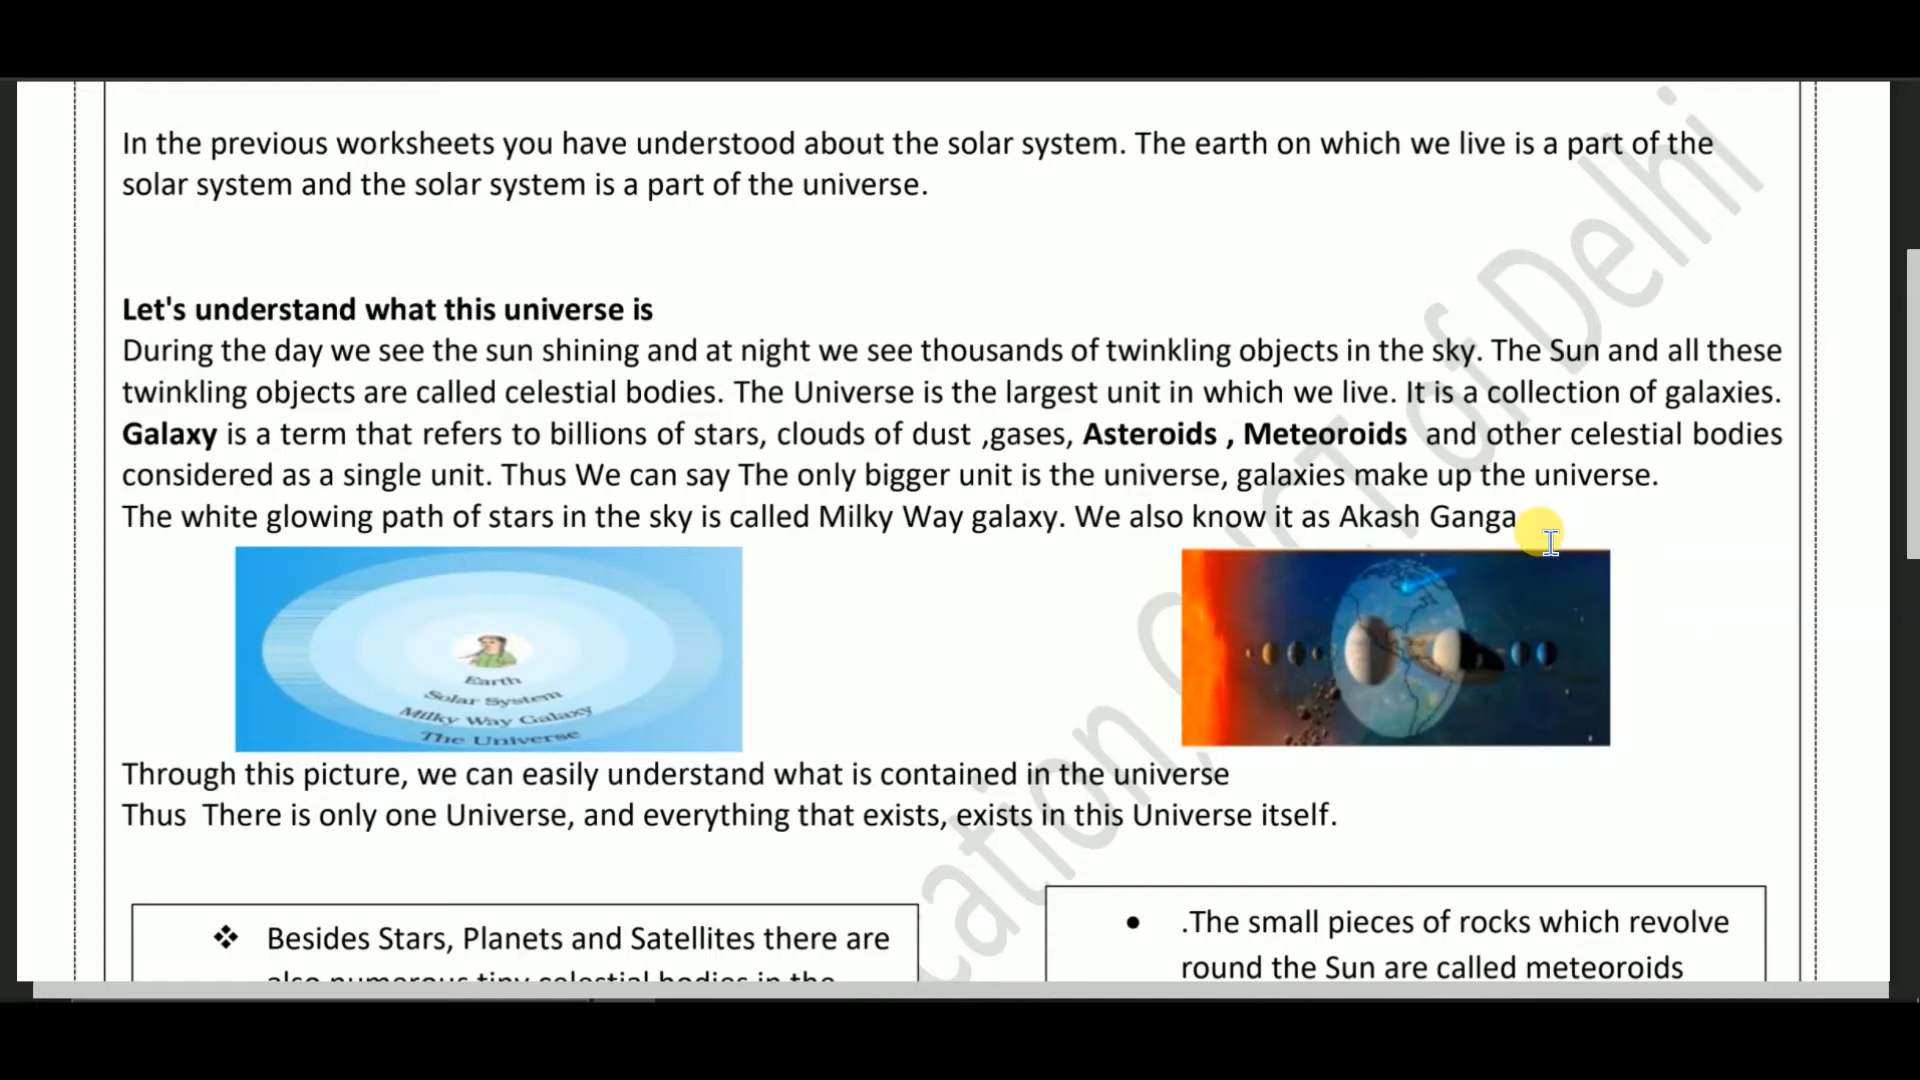 In the previous worksheets you have understood about the solar system. The earth on which we live is a part of the
solar system and the solar system is a part of the universe.
Let's understand what this universe is
During the day we see the sun shining and at night we see thousands of twinkling objects in the sky. The Sun and all these
twinkling objects are called celestial bodies. The Universe is the largest unit in which we live. It is a collection of galaxies.
Galaxy is a term that refers to billions of stars, clouds of dust ,gases, Asteroids , Meteoroids and other celestial bodies
considered as a single unit. Thus We can say The only bigger unit is the universe, galaxies make up the universe.
The white glowing path of stars in the sky is called Milky Way galaxy. We also know it as Akash Ganga
Earth
Solar System
Milky Way Galaxy
The Universe
Through this picture, we can easily understand what is contained in the universe
Thus There is only one Universe, and everything that exists, exists in this Universe itself.
❖ Besides Stars, Planets and Satellites there are
also numerous tiny celestial bodies in the
• .The small pieces of rocks which revolve
round the Sun are called meteoroids
of Delhi